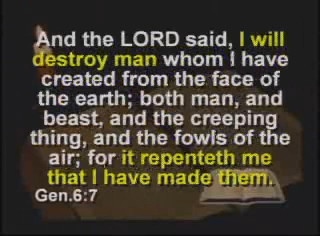 And the LORD said, I will
destroy man whom I have
created from the face of
the earth; both man, and
beast, and the creeping
thing, and the fowls of the
air; for it repenteth me
that I have made them.
Gen.6:7